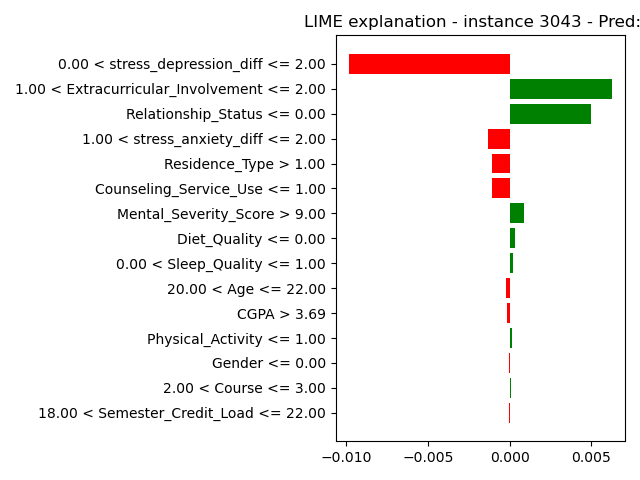 LIME explanation - instance 3043 - Pred:
0.00 < stress_depression_diff <= 2.00
1.00 < Extracurricular_Involvement <= 2.00
Relationship_Status <= 0.00
1.00 < stress_anxiety_diff <= 2.00
Residence_Type > 1.00
Counseling_Service_Use <= 1.00
Mental_Severity_Score > 9.00
Diet_Quality <= 0.00
0.00 < Sleep_Quality <= 1.00
20.00 < Age <= 22.00
CGPA > 3.69
Physical_Activity <= 1.00
Gender <= 0.00
2.00 < Course <= 3.00
18.00 < Semester_Credit_Load <= 22.00
−0.010 −0.005 0.000 0.005